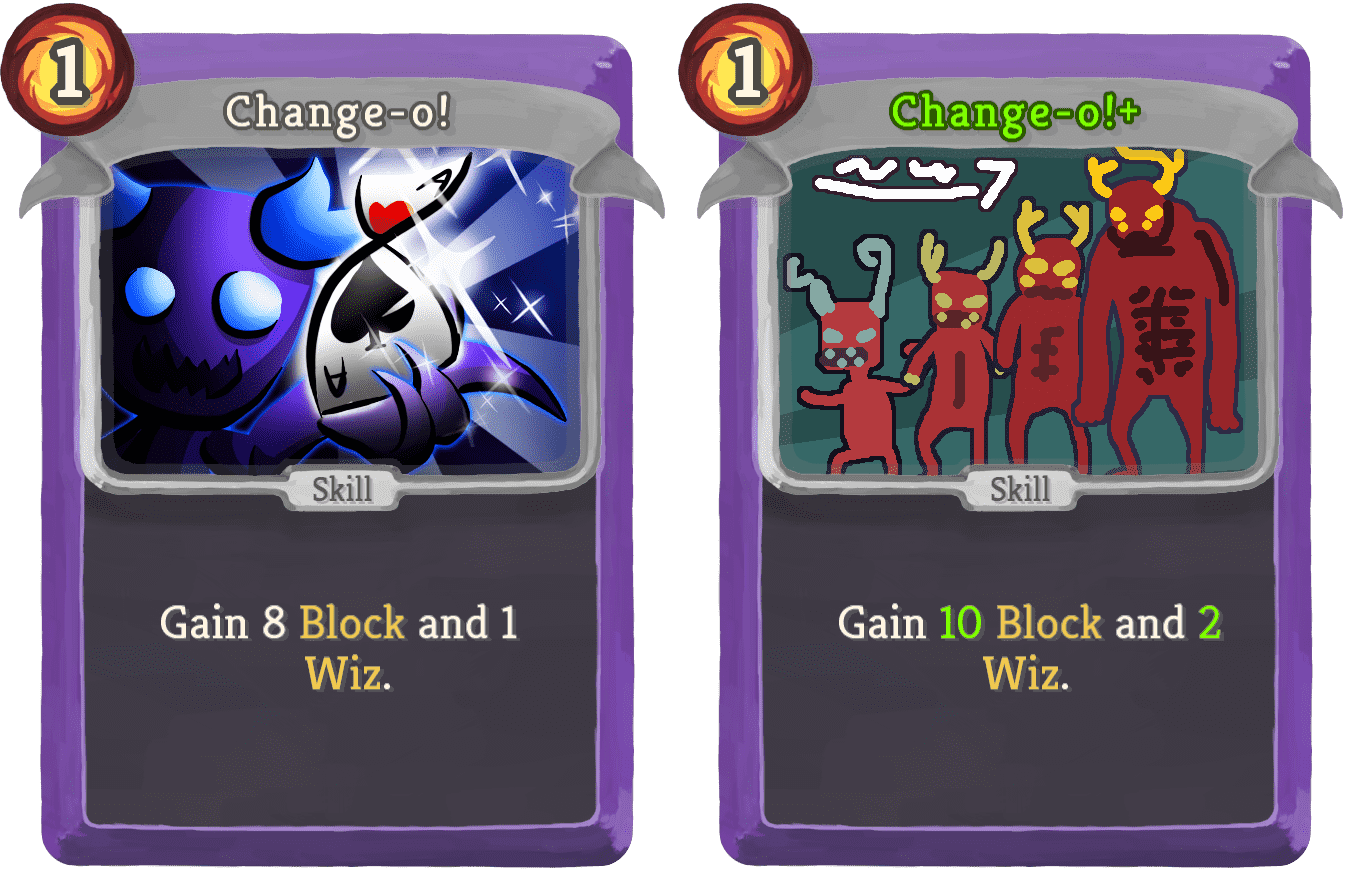 1
Change-o!
A
A
Skill
Gain 8 Block and 1
Wiz.
1
Change-o!+
Skill
Gain 10 Block and 2
Wiz.